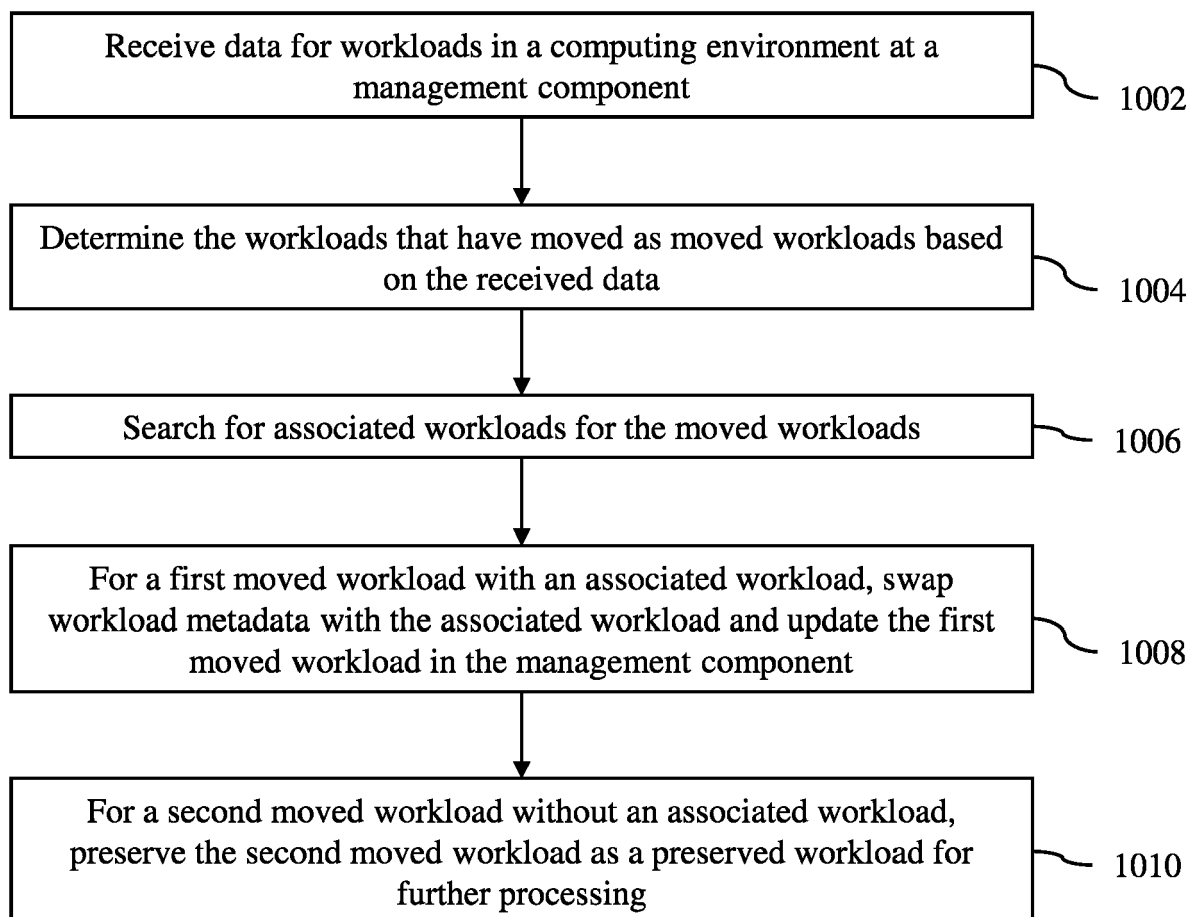 Receive data for workloads in a computing environment at a
management component
1002
Determine the workloads that have moved as moved workloads based
on the received data
1004
Search for associated workloads for the moved workloads
1006
For a first moved workload with an associated workload, swap
workload metadata with the associated workload and update the first
moved workload in the management component
1008
For a second moved workload without an associated workload,
preserve the second moved workload as a preserved workload for
further processing
1010